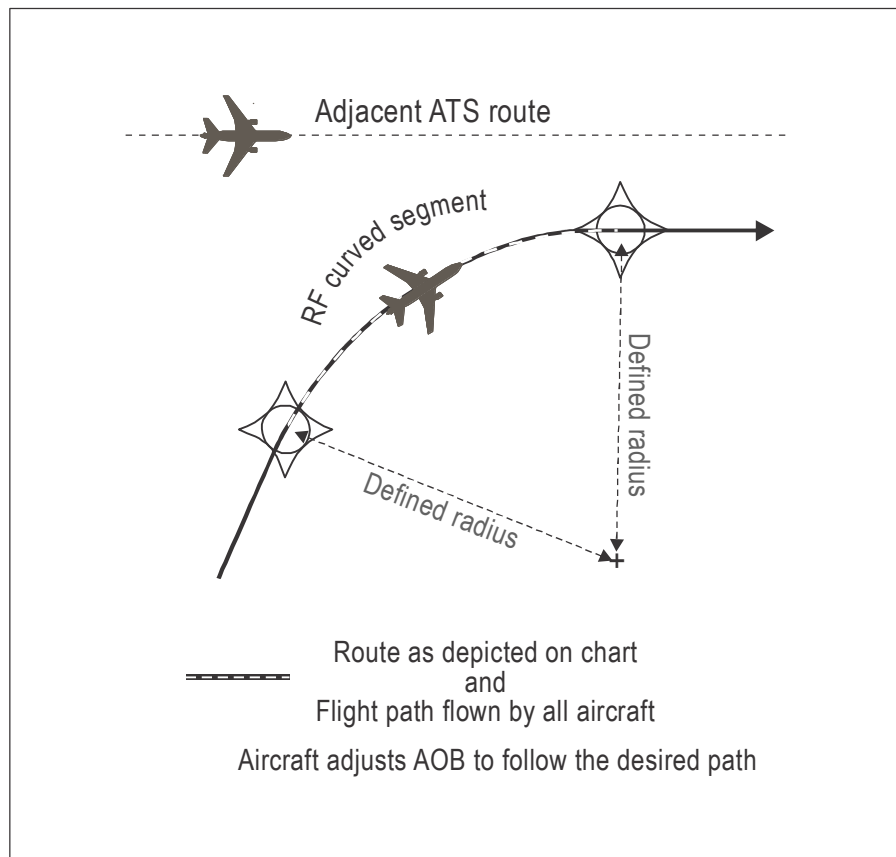 Adjacent ATS route
RF curved segment
Defined radius
Defined radius
Route as depicted on chart
and
Flight path flown by all aircraft
Aircraft adjusts AOB to follow the desired path